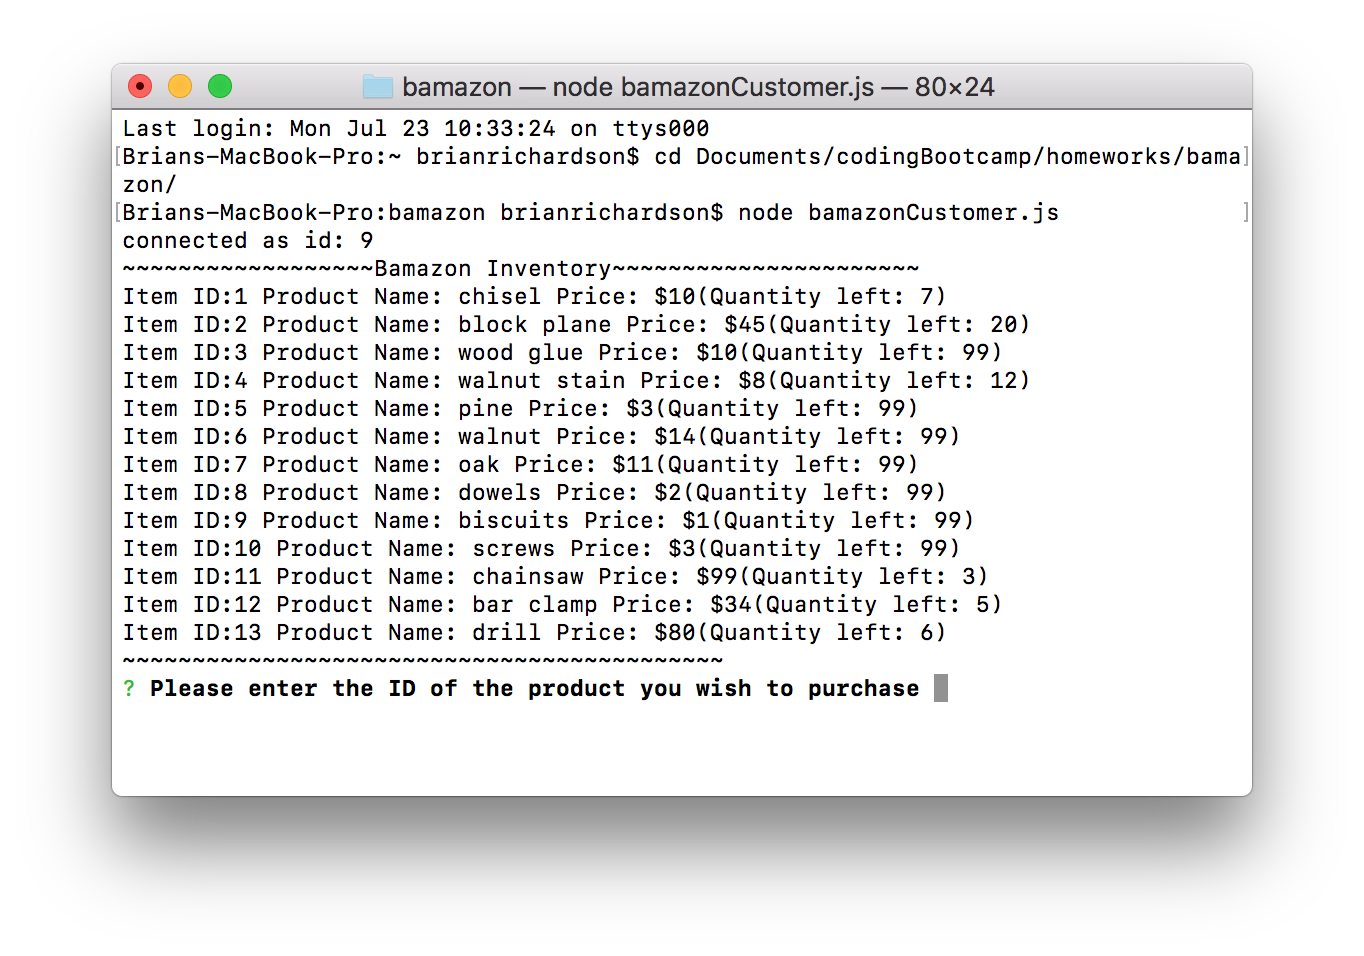 bamazon — node bamazonCustomer.js — 80×24
Last login: Mon Jul 23 10:33:24 on ttys000
[Brians-MacBook-Pro:~ brianrichardson$ cd Documents/codingBootcamp/homeworks/bama]
zon/
[Brians-MacBook-Pro:bamazon brianrichardson$ node bamazonCustomer.js ]
connected as id: 9
~~~~~~~~~~~~~~~~~~Bamazon Inventory~~~~~~~~~~~~~~~~~~~~~~
Item ID:1 Product Name: chisel Price: $10(Quantity left: 7)
Item ID:2 Product Name: block plane Price: $45(Quantity left: 20)
Item ID:3 Product Name: wood glue Price: $10(Quantity left: 99)
Item ID:4 Product Name: walnut stain Price: $8(Quantity left: 12)
Item ID:5 Product Name: pine Price: $3(Quantity left: 99)
Item ID:6 Product Name: walnut Price: $14(Quantity left: 99)
Item ID:7 Product Name: oak Price: $11(Quantity left: 99)
Item ID:8 Product Name: dowels Price: $2(Quantity left: 99)
Item ID:9 Product Name: biscuits Price: $1(Quantity left: 99)
Item ID:10 Product Name: screws Price: $3(Quantity left: 99)
Item ID:11 Product Name: chainsaw Price: $99(Quantity left: 3)
Item ID:12 Product Name: bar clamp Price: $34(Quantity left: 5)
Item ID:13 Product Name: drill Price: $80(Quantity left: 6)
~~~~~~~~~~~~~~~~~~~~~~~~~~~~~~~~~~~~~~~~~~~
? Please enter the ID of the product you wish to purchase